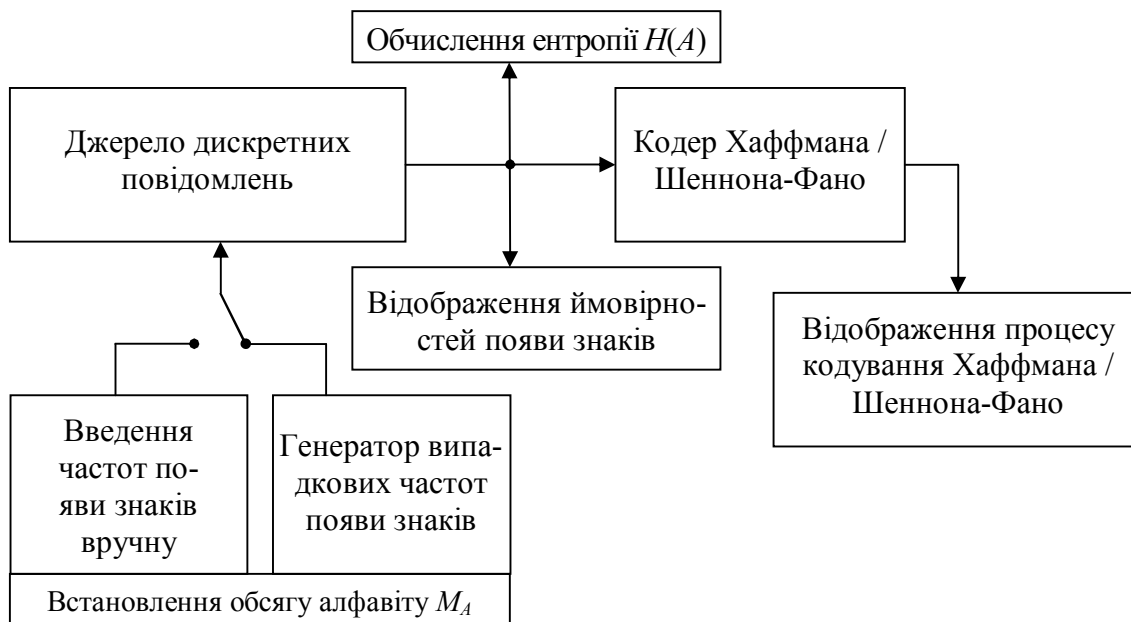 Обчислення ентропії H(A)
Джерело дискретних
повідомлень
Кодер Хаффмана /
Шеннона-Фано
Відображення ймовірно-
стей появи знаків
Відображення процесу
кодування Хаффмана /
Шеннона-Фано
Введення
частот по-
яви знаків
вручну
Генератор випа-
дкових частот
появи знаків
Встановлення обсягу алфавіту M_A